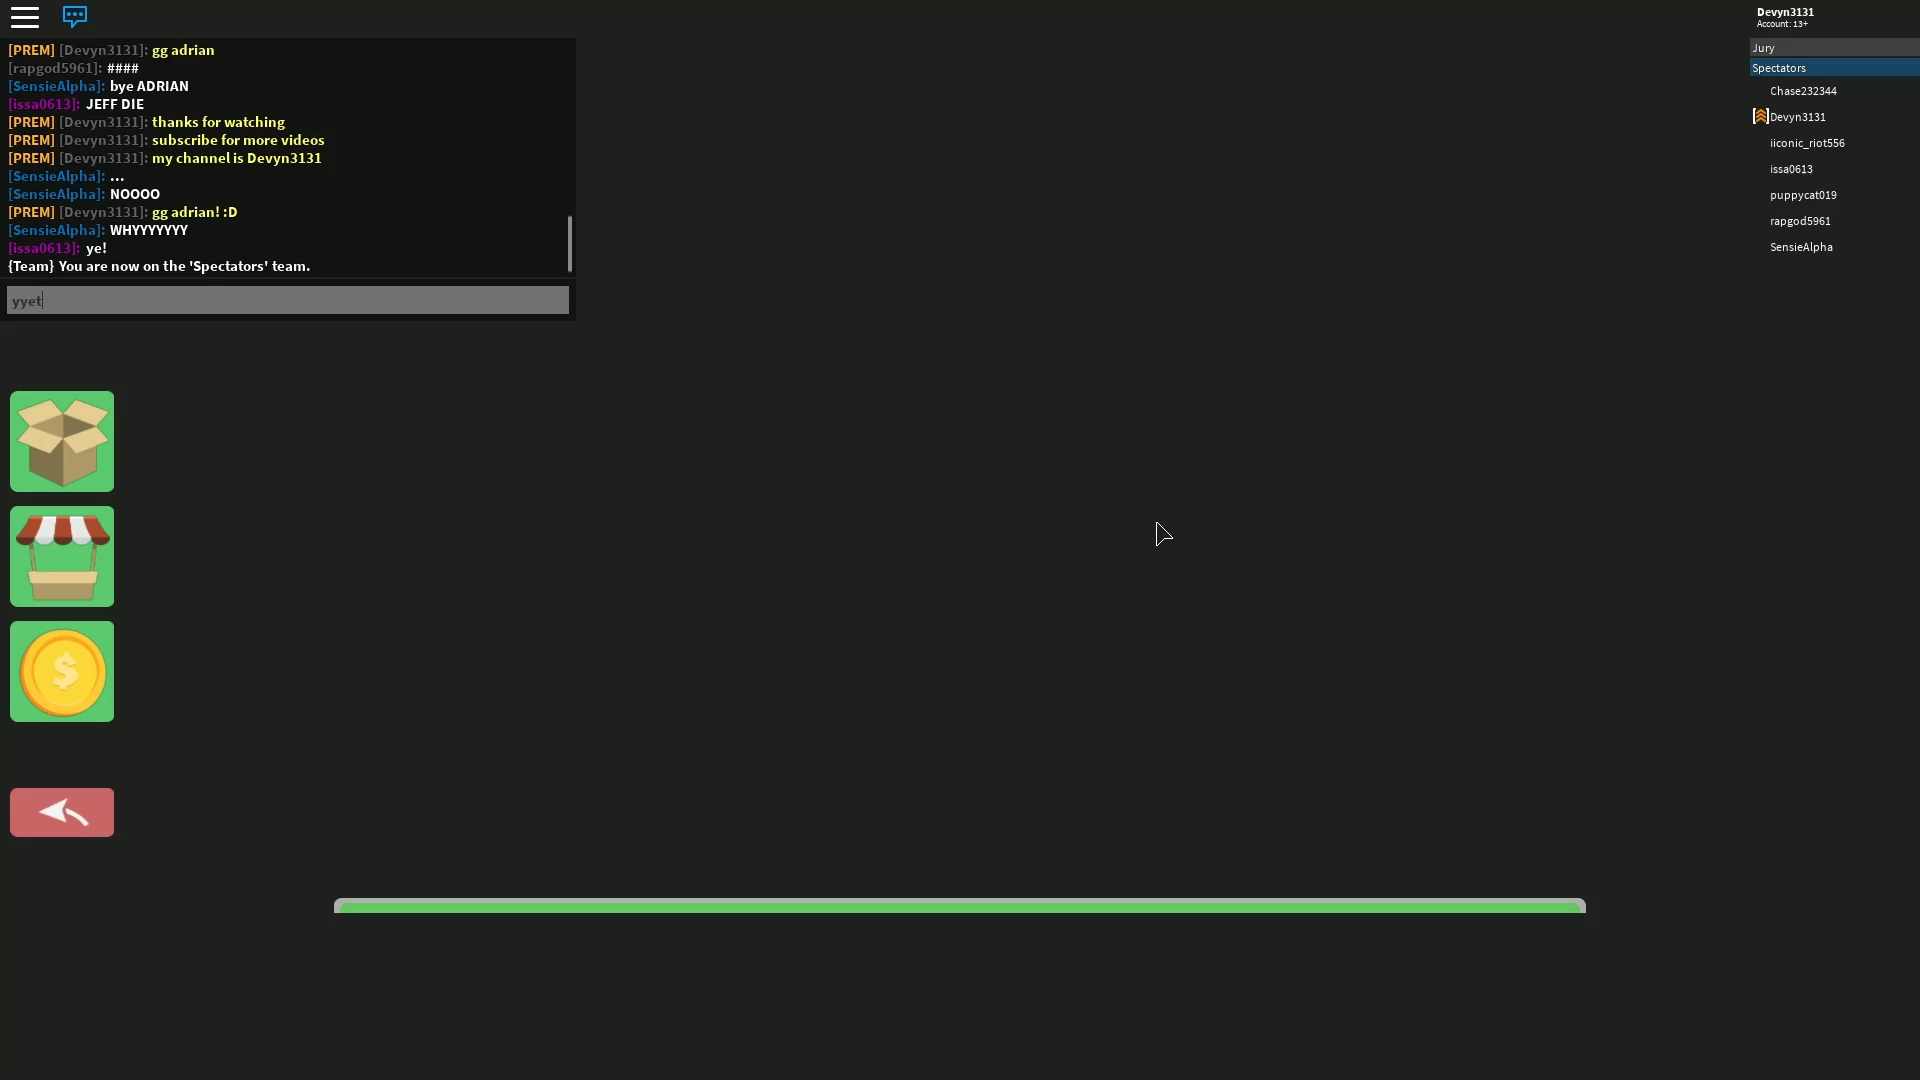 [PREM] [Devyn3131]: gg adrian
[rapgod5961]: ####
[SensieAlpha]: bye ADRIAN
[issa0613]: JEFF DIE
[PREM] [Devyn3131]: thanks for watching
[PREM] [Devyn3131]: subscribe for more videos
[PREM] [Devyn3131]: my channel is Devyn3131
[SensieAlpha]: ...
[SensieAlpha]: NOOOO
[PREM] [Devyn3131]: gg adrian! :D
[SensieAlpha]: WHYYYYYYY
[issa0613]: ye!
{Team} You are now on the 'Spectators' team.
yyet
$
Devyn3131
Account: 13+
Jury
Spectators
Chase232344
Devyn3131
iiconic_riot556
issa0613
puppycat019
rapgod5961
SensieAlpha